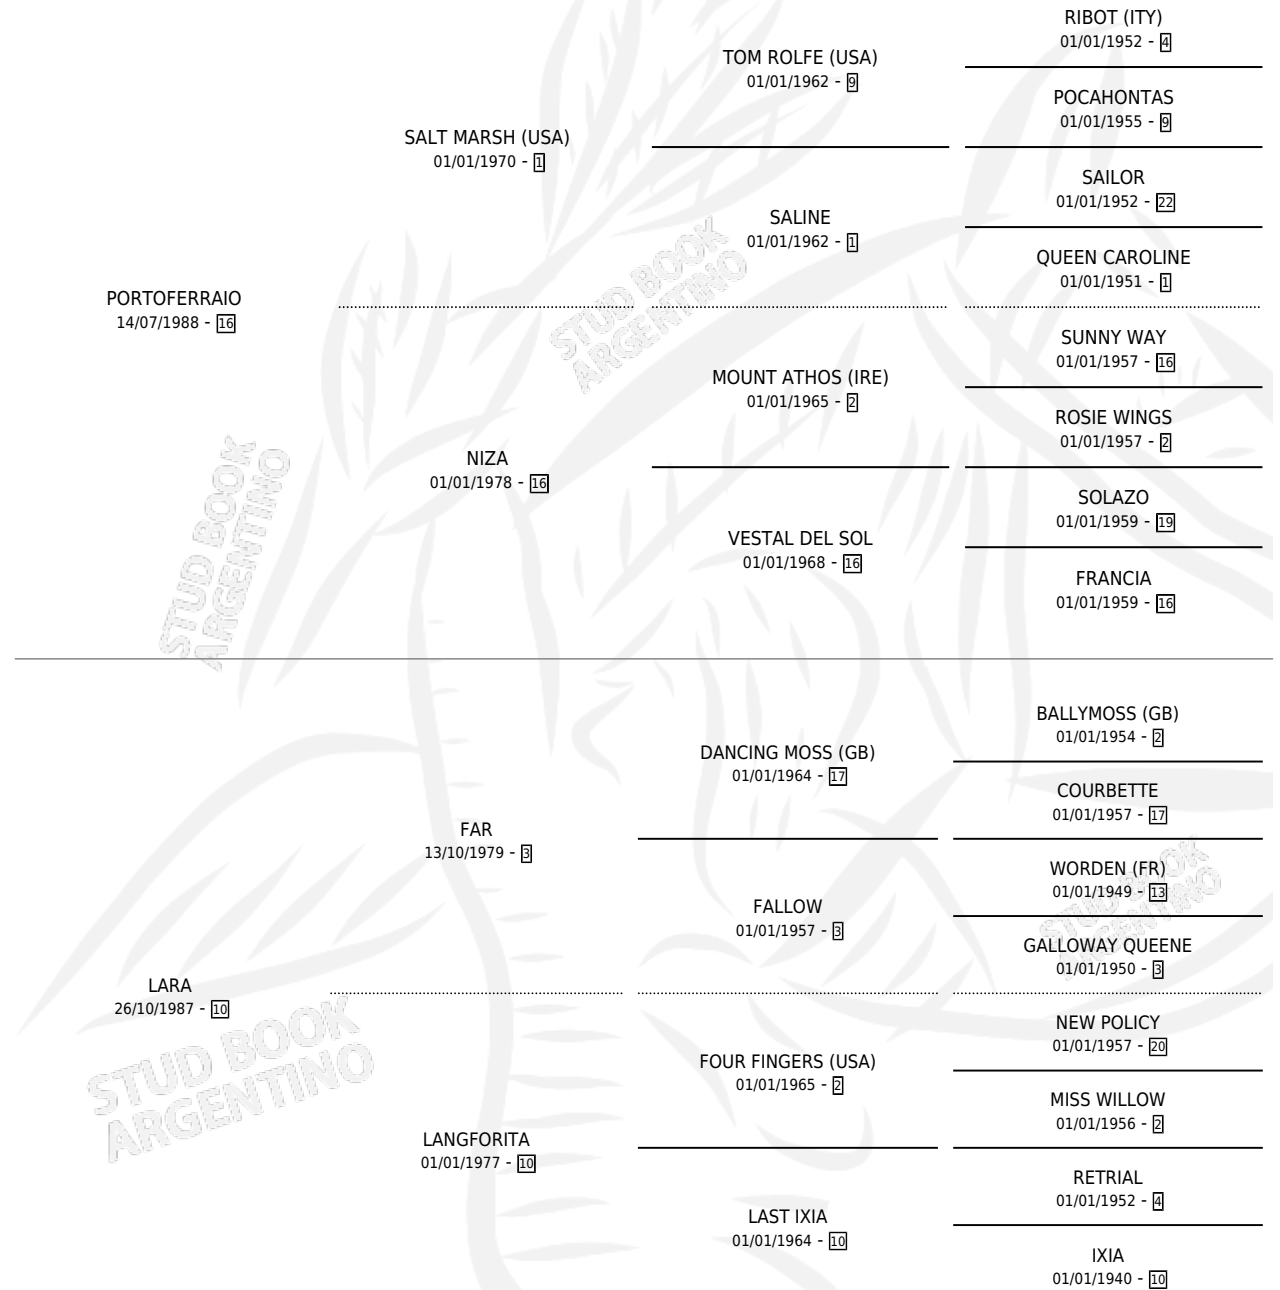 RIBOT (ITY)
01/01/1952 - 4
TOM ROLFE (USA)
01/01/1962 - 9
POCAHONTAS
01/01/1955 - 9
SALT MARSH (USA)
01/01/1970 - 1
SAILOR
01/01/1952 - 22
SALINE
01/01/1962 - 1
QUEEN CAROLINE
01/01/1951 - 1
PORTOFERRAIO
14/07/1988 - 16
SUNNY WAY
01/01/1957 - 16
MOUNT ATHOS (IRE)
01/01/1965 - 2
ROSIE WINGS
01/01/1957 - 2
NIZA
01/01/1978 - 16
SOLAZO
01/01/1959 - 19
VESTAL DEL SOL
01/01/1968 - 16
FRANCIA
01/01/1959 - 16
BALLYMOSS (GB)
01/01/1954 - 2
DANCING MOSS (GB)
01/01/1964 - 17
COURBETTE
01/01/1957 - 17
FAR
13/10/1979 - 3
WORDEN (FR)
01/01/1949 - 13
FALLOW
01/01/1957 - 3
GALLOWAY QUEENE
01/01/1950 - 3
LARA
26/10/1987 - 10
NEW POLICY
01/01/1957 - 20
FOUR FINGERS (USA)
01/01/1965 - 2
MISS WILLOW
01/01/1956 - 2
LANGFORITA
01/01/1977 - 10
RETRIAL
01/01/1952 - 4
LAST IXIA
01/01/1964 - 10
IXIA
01/01/1940 - 10
STUD BOOK
ARGENTINO
STUD BOOK
ARGENTINO
STUD BOOK
ARGENTINO
STUD BOOK
ARGENTINO